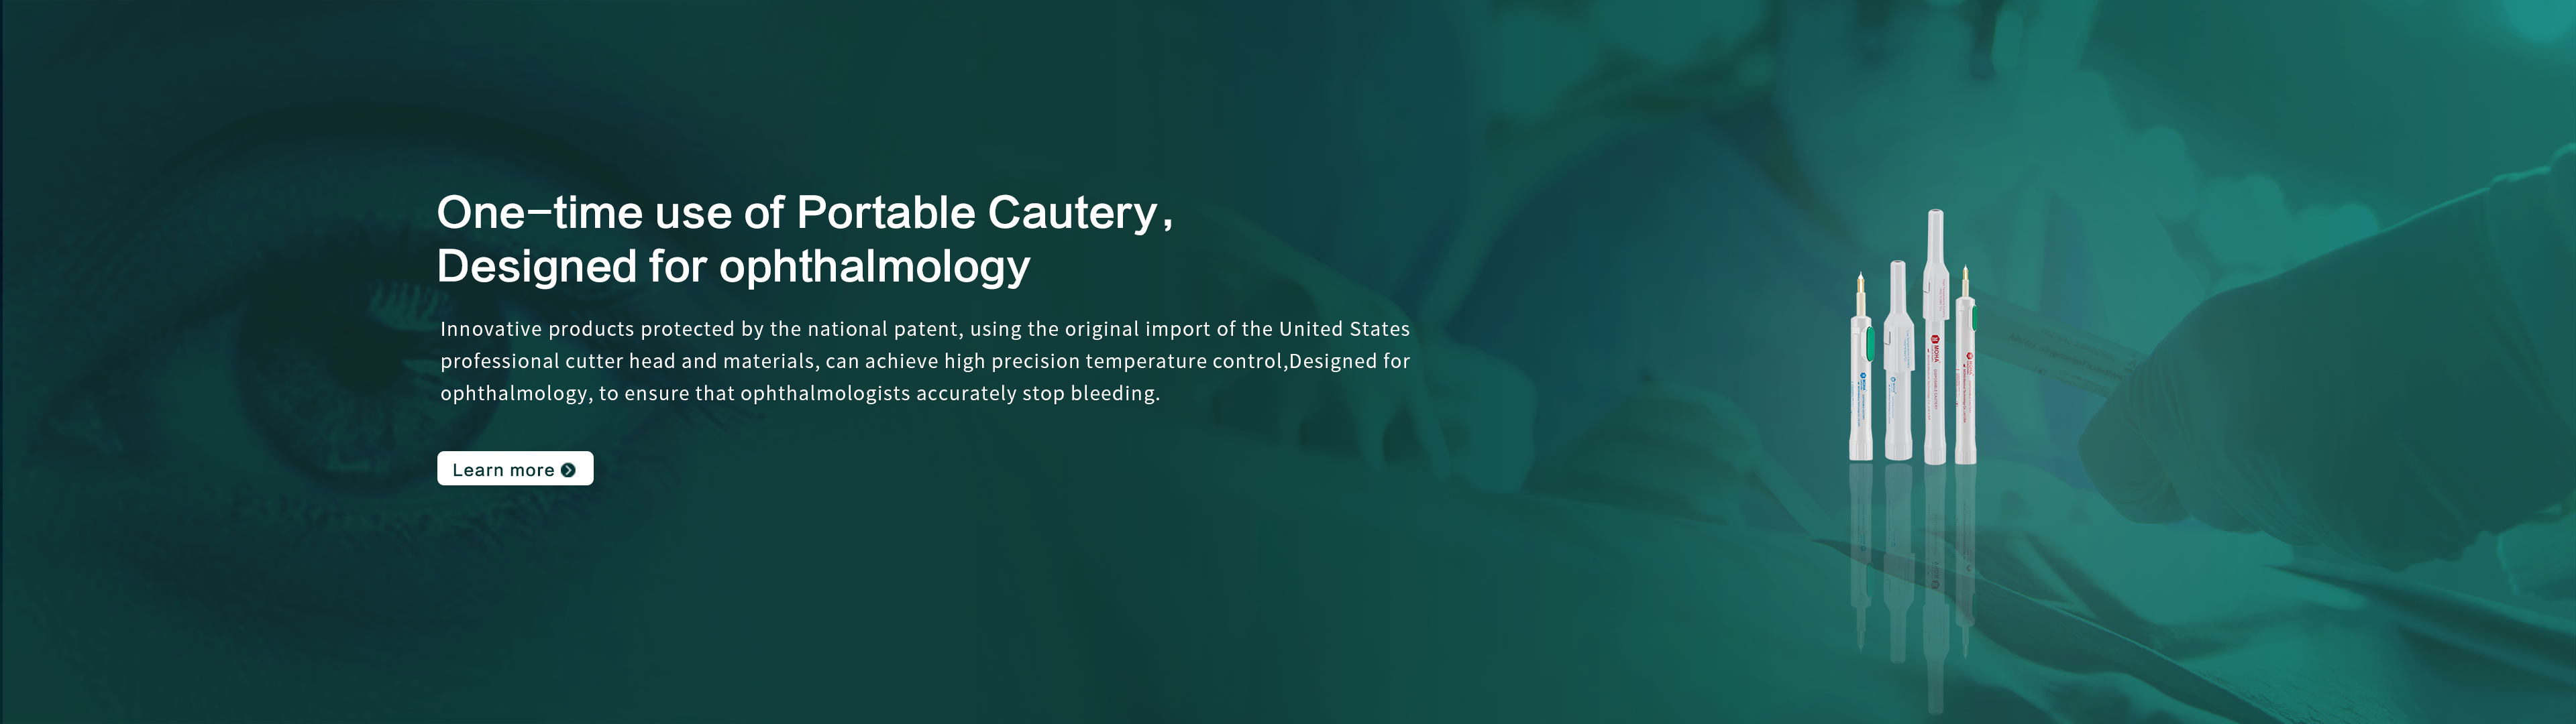 One-time use of Portable Cautery,
Designed for ophthalmology
Innovative products protected by the national patent, using the original import of the United States
professional cutter head and materials, can achieve high precision temperature control,Designed for
ophthalmology, to ensure that ophthalmologists accurately stop bleeding.
Learn more
MOHA